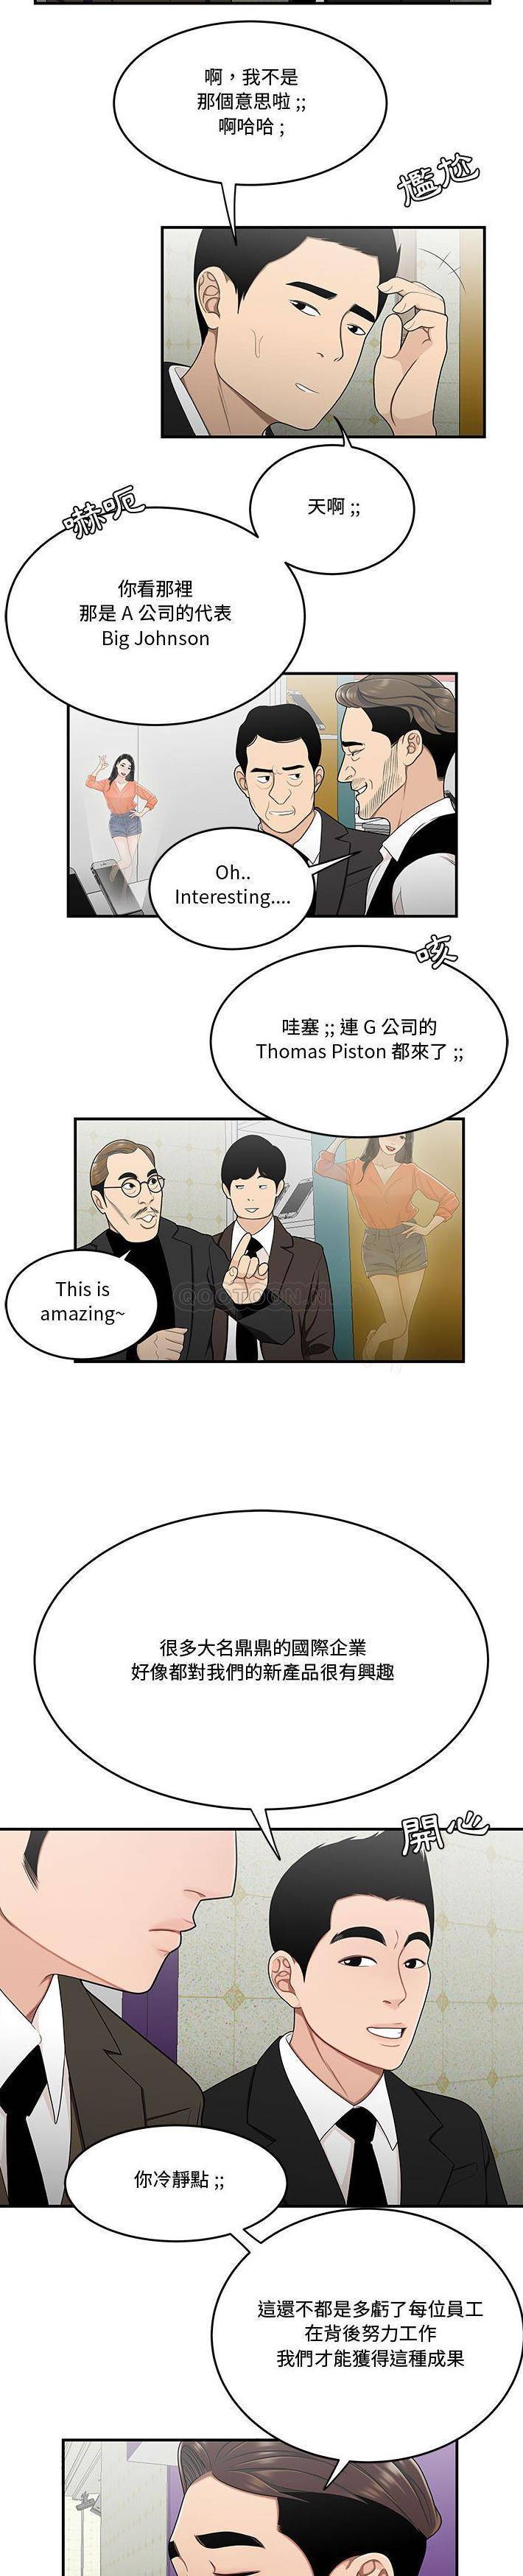 啊，我不是
那個意思啦 ;;
啊哈哈 ;
尷尬
天啊 ;;
嚇呃
你看那裡
那是 A 公司的代表
Big Johnson
Oh..
Interesting....
咳
哇塞 ;; 連 G 公司的
Thomas Piston 都來了 ;;
This is
amazing~
很多大名鼎鼎的國際企業
好像都對我們的新產品很有興趣
開心
你冷靜點 ;;
這還不都是多虧了每位員工
在背後努力工作
我們才能獲得這種成果